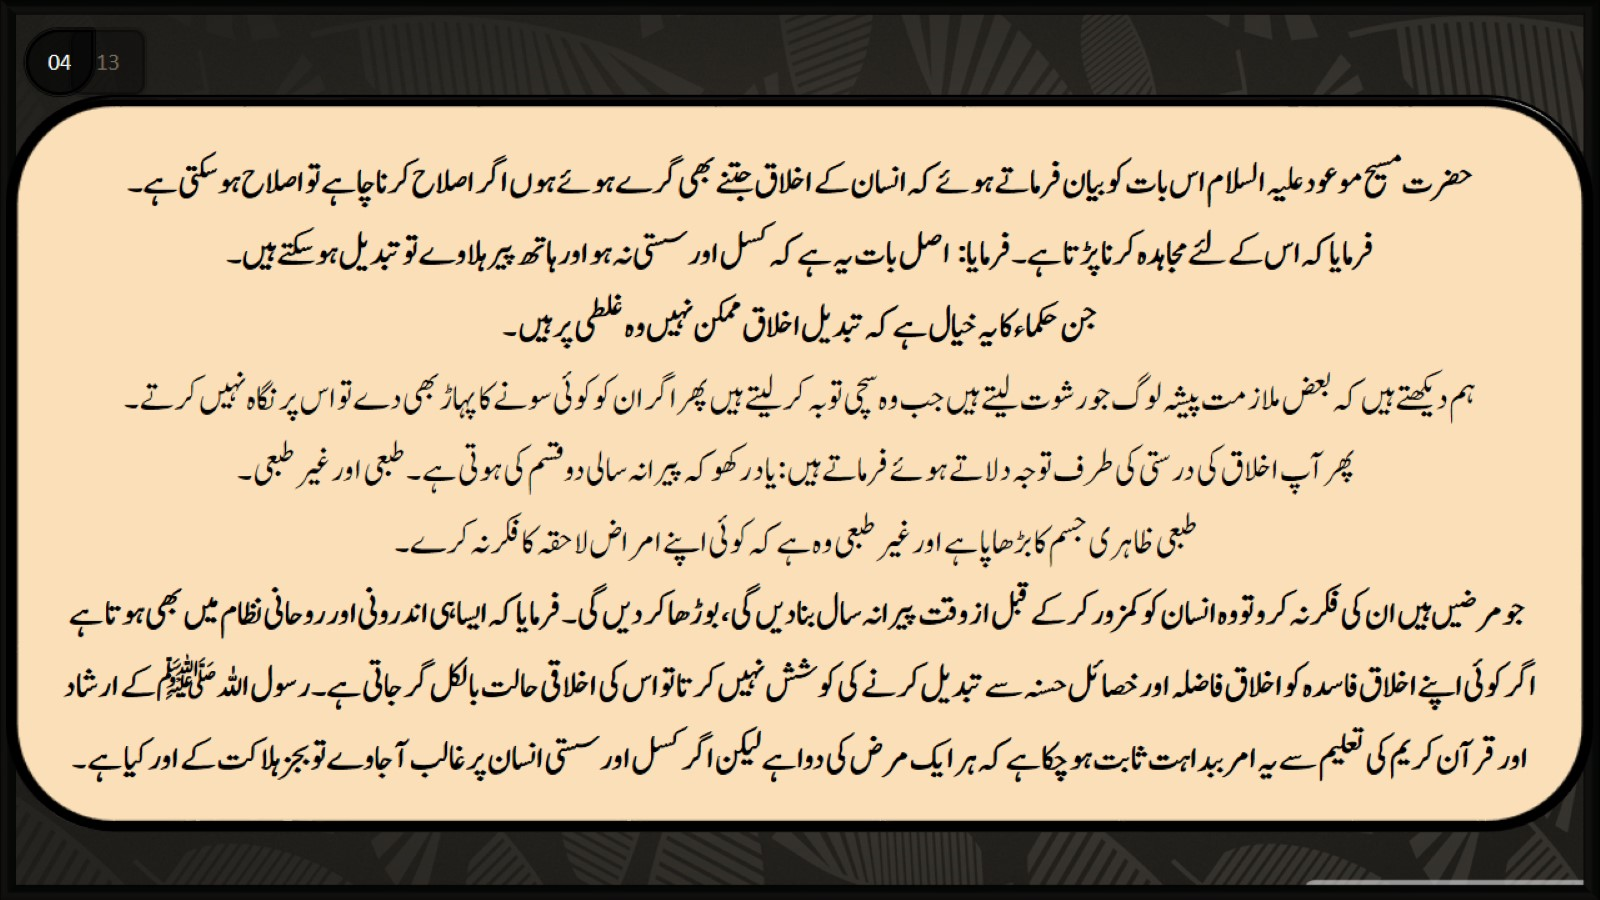 04 13
حضرت مسیح موعود علیہ السلام اس بات کو بیان فرماتے ہوئے کہ انسان کے اخلاق جتنے بھی گرے ہوئے ہوں اگر اصلاح کرنا چاہے تو اصلاح ہو سکتی ہے۔
فرمایا کہ اس کے لئے مجاہدہ کرنا پڑتا ہے۔ فرمایا: اصل بات یہ ہے کہ کسل اور سستی نہ ہو اور ہاتھ پیر ہلاوے تو تبدیل ہو سکتے ہیں۔
جن حکماء کا یہ خیال ہے کہ تبدیل اخلاق ممکن نہیں وہ غلطی پر ہیں۔
ہم دیکھتے ہیں کہ بعض ملازمت پیشہ لوگ جو رشوت لیتے ہیں جب وہ سچی توبہ کر لیتے ہیں پھر اگر ان کو کوئی سونے کا پہاڑ بھی دے تو اس پر نگاہ نہیں کرتے۔
پھر آپ اخلاق کی درستی کی طرف توجہ دلاتے ہوئے فرماتے ہیں: یاد رکھو کہ پیرانہ سالی دو قسم کی ہوتی ہے۔ طبعی اور غیر طبعی۔
طبعی ظاہری جسم کا بڑھاپا ہے اور غیر طبعی وہ ہے کہ کوئی اپنے امراض لاحقہ کا فکر نہ کرے۔
جو مرضیں ہیں ان کی فکر نہ کرو تو وہ انسان کو کمزور کر کے قبل از وقت پیرانہ سال بنا دیں گی، بوڑھا کر دیں گی۔ فرمایا کہ ایسا ہی اندرونی اور روحانی نظام میں بھی ہوتا ہے
اگر کوئی اپنے اخلاق فاسدہ کو اخلاق فاضلہ اور خصائل حسنہ سے تبدیل کرنے کی کوشش نہیں کرتا تو اس کی اخلاقی حالت بالکل گر جاتی ہے۔ رسول اللہ ﷺ کے ارشاد
اور قرآن کریم کی تعلیم سے یہ امر ببداہت ثابت ہو چکا ہے کہ ہر ایک مرض کی دوا ہے لیکن اگر کسل اور سستی انسان پر غالب آ جاوے تو بجز ہلاکت کے اور کیا ہے۔